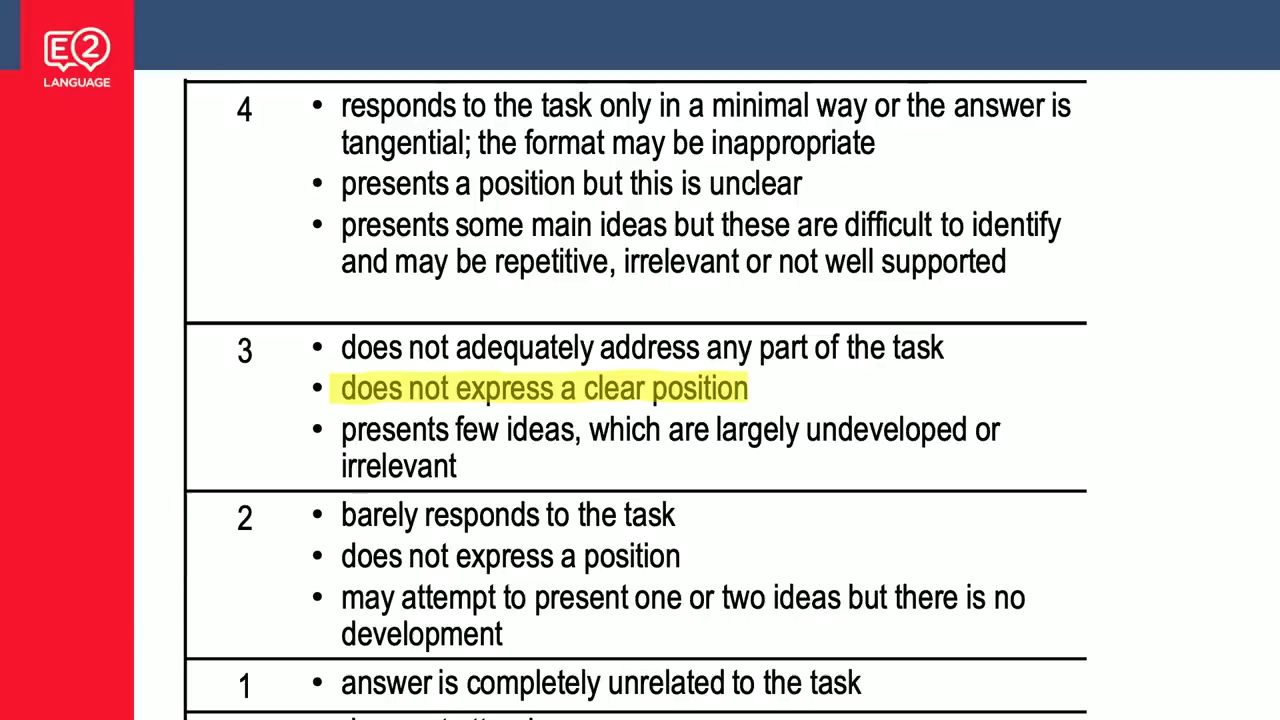 E2
LANGUAGE
4
• responds to the task only in a minimal way or the answer is
tangential; the format may be inappropriate
• presents a position but this is unclear
• presents some main ideas but these are difficult to identify
and may be repetitive, irrelevant or not well supported
3
• does not adequately address any part of the task
• does not express a clear position
• presents few ideas, which are largely undeveloped or
irrelevant
2
• barely responds to the task
• does not express a position
• may attempt to present one or two ideas but there is no
development
1
• answer is completely unrelated to the task